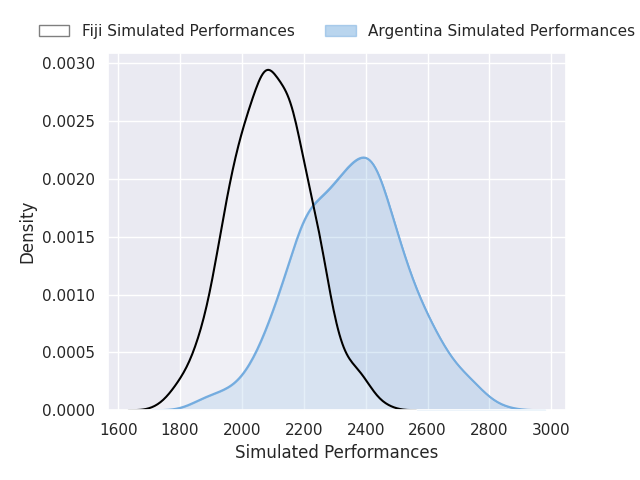 Fiji Simulated Performances Argentina Simulated Performances
0.0030
0.0025
0.0020
0.0015
0.0010
0.0005
0.0000
Density
1600 1800 2000 2200 2400 2600 2800 3000
Simulated Performances